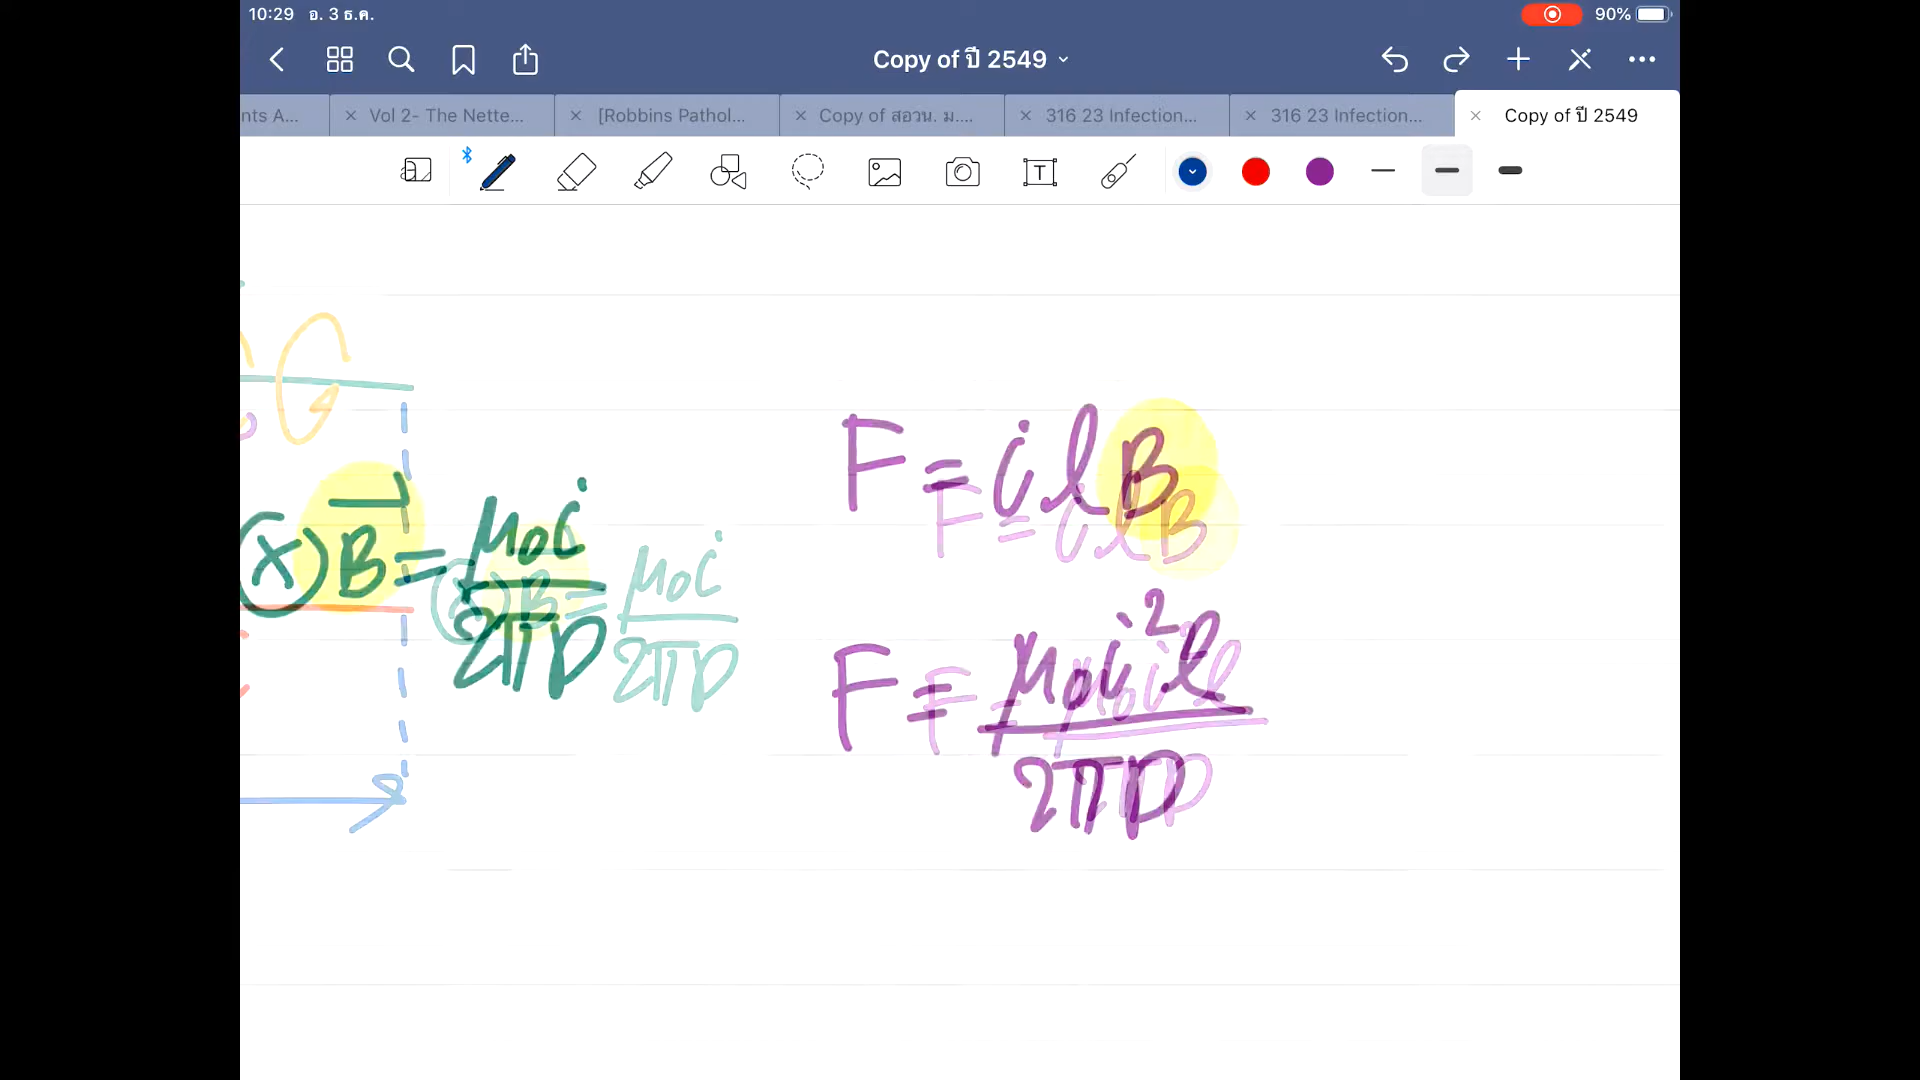 10:29 อ. 3 ธ.ค.
90%
Copy of ปี 2549
nts A...
Vol 2- The Nette...
[Robbins Pathol...
Copy of สอวน. ม....
316 23 Infection...
316 23 Infection...
Copy of ปี 2549
T
F = ilB
(x) B = μ₀i / 2πD
F = μ₀i²l / 2πD